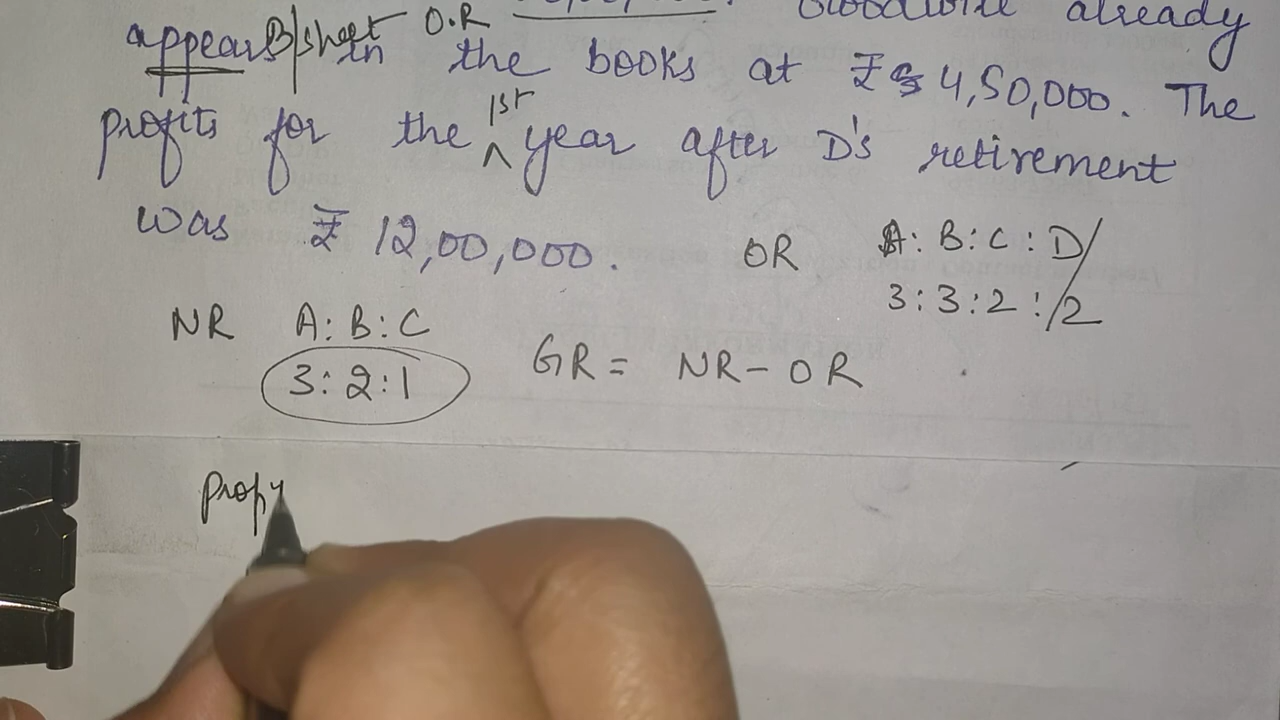 already
appear B/sheet in O.R the books at ₹ 4,50,000. The
profits for the 1st ^ year after D's retirement
was ₹ 12,00,000.
OR A : B : C : D/
3 : 3 : 2 :/2
NR A : B : C
3 : 2 : 1
GR = NR - OR